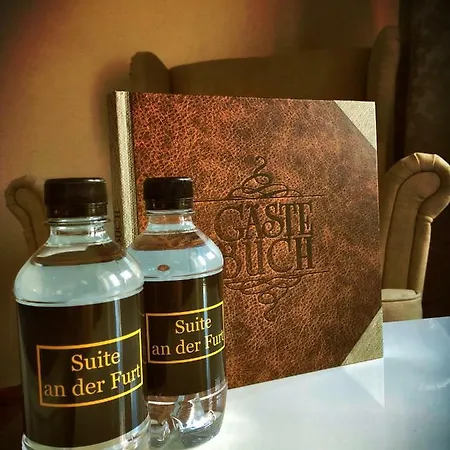 Suite
an der Furt
Suite
an der Furt
GÄSTE
BUCH